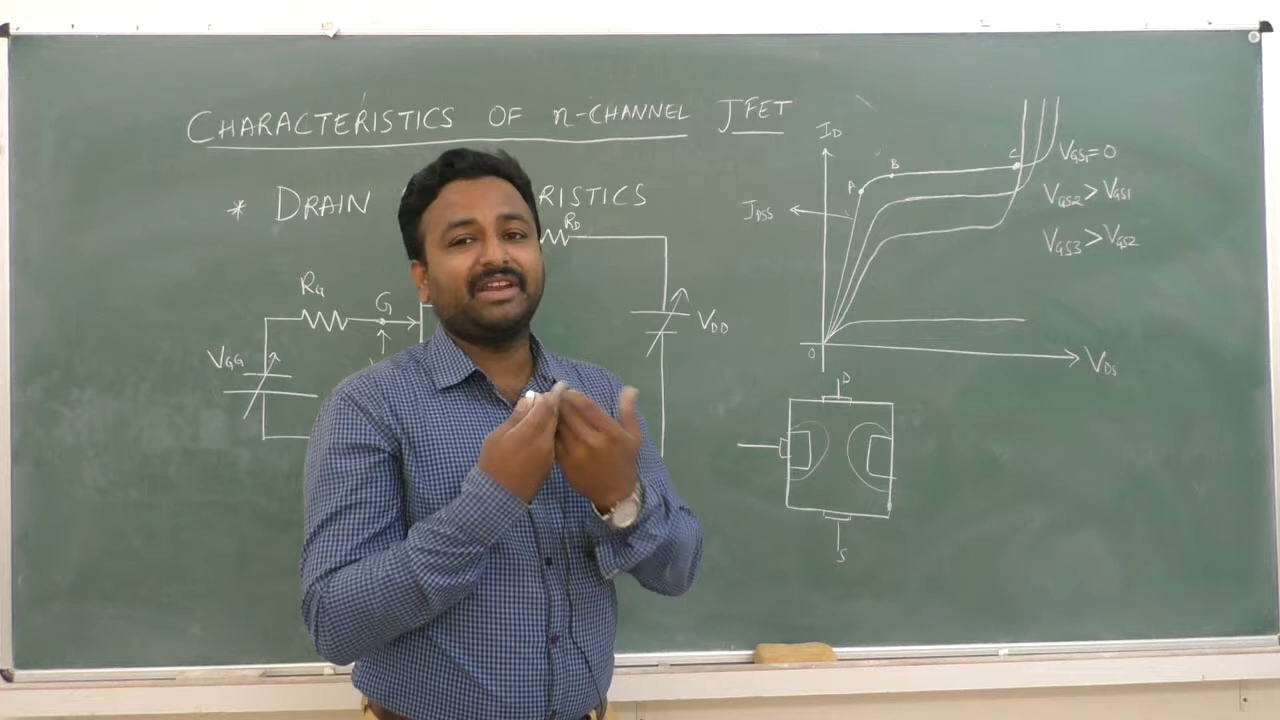 CHARACTERISTICS OF n-CHANNEL JFET
* DRAIN RISTICS
RD
RG
G
VGG
VDD
ID
A
B
C
IDSS
VGS1=0
VGS2>VGS1
VGS3>VGS2
0
VDS
D
S